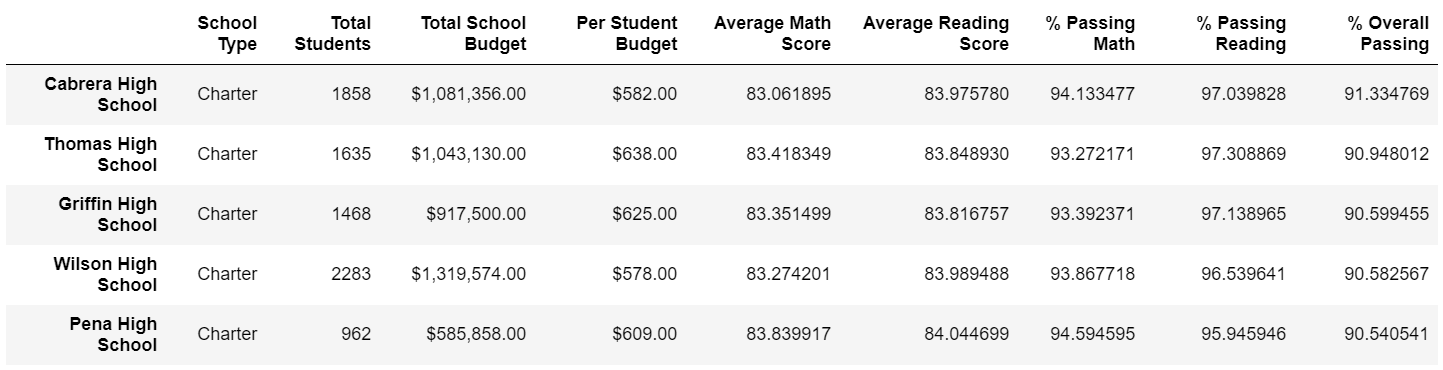 School Type Total Students Total School Budget Per Student Budget Average Math Score Average Reading Score % Passing Math % Passing Reading % Overall Passing
Cabrera High School Charter 1858 $1,081,356.00 $582.00 83.061895 83.975780 94.133477 97.039828 91.334769
Thomas High School Charter 1635 $1,043,130.00 $638.00 83.418349 83.848930 93.272171 97.308869 90.948012
Griffin High School Charter 1468 $917,500.00 $625.00 83.351499 83.816757 93.392371 97.138965 90.599455
Wilson High School Charter 2283 $1,319,574.00 $578.00 83.274201 83.989488 93.867718 96.539641 90.582567
Pena High School Charter 962 $585,858.00 $609.00 83.839917 84.044699 94.594595 95.945946 90.540541